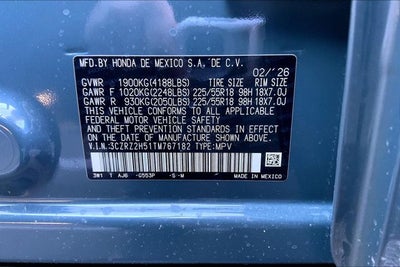 MFD.BY HONDA DE MEXICO S.A. DE C.V.
02/'26
GVWR 1900KG(4188LBS) TIRE SIZE RIM SIZE
GAWR F 1020KG(2248LBS) 225/55R18 98H 18X7.0J
GAWR R 930KG(2050LBS) 225/55R18 98H 18X7.0J
THIS VEHICLE CONFORMS TO ALL APPLICABLE
FEDERAL MOTOR VEHICLE SAFETY
AND THEFT PREVENTION STANDARDS IN EFFECT
ON THE DATE OF MANUFACTURE SHOWN ABOVE.
V.I.N.:3CZRZ2H51TM767182 TYPE:MPV
3W1 T AJ6 -G553P -S-M
MADE IN MEXICO